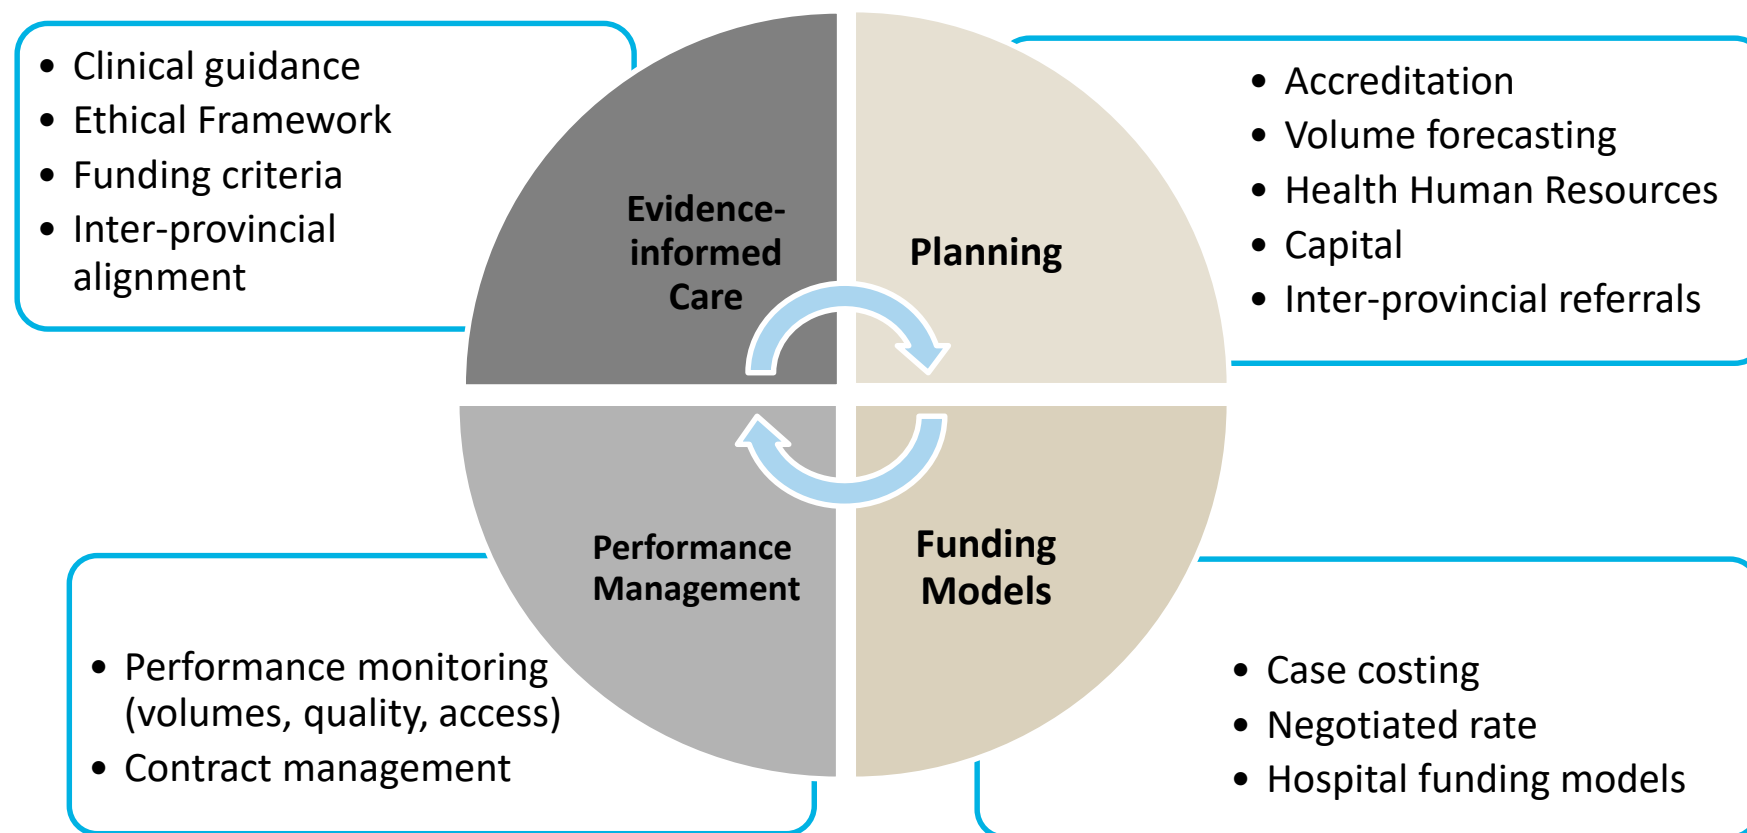 • Clinical guidance
• Ethical Framework
• Funding criteria
• Inter-provincial
alignment
Evidence-
informed
Care
Planning
• Accreditation
• Volume forecasting
• Health Human Resources
• Capital
• Inter-provincial referrals
Performance
Management
• Performance monitoring
(volumes, quality, access)
• Contract management
Funding
Models
• Case costing
• Negotiated rate
• Hospital funding models